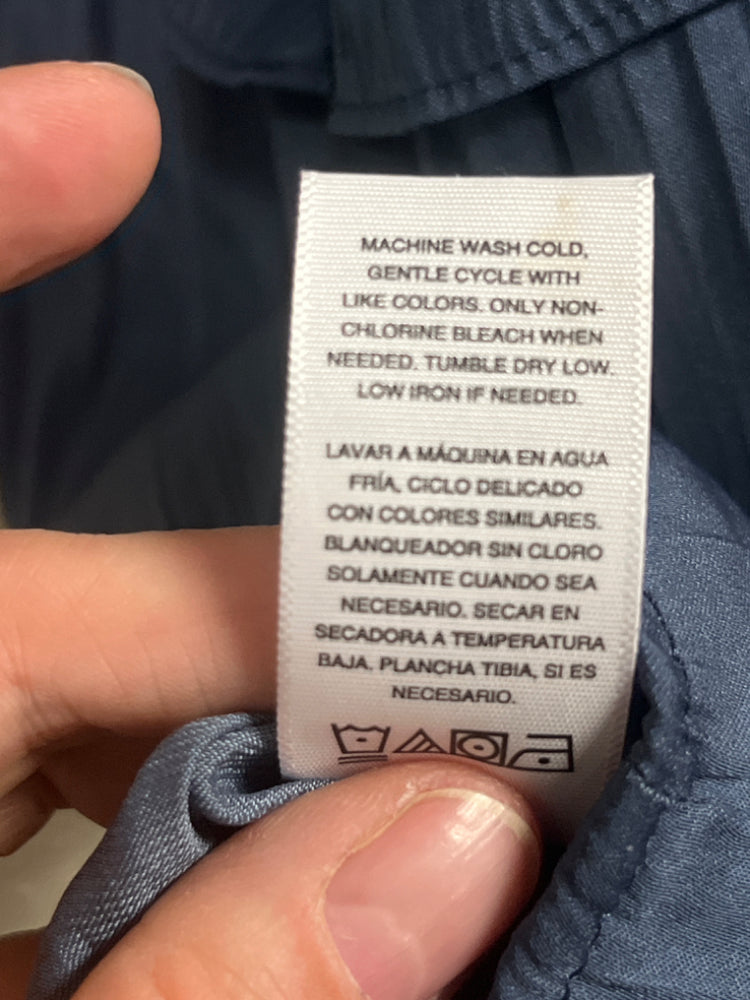 MACHINE WASH COLD,
GENTLE CYCLE WITH
LIKE COLORS. ONLY NON-
CHLORINE BLEACH WHEN
NEEDED. TUMBLE DRY LOW.
LOW IRON IF NEEDED.
LAVAR A MÁQUINA EN AGUA
FRÍA, CICLO DELICADO
CON COLORES SIMILARES.
BLANQUEADOR SIN CLORO
SOLAMENTE CUANDO SEA
NECESARIO. SECAR EN
SECADORA A TEMPERATURA
BAJA. PLANCHA TIBIA, SI ES
NECESARIO.